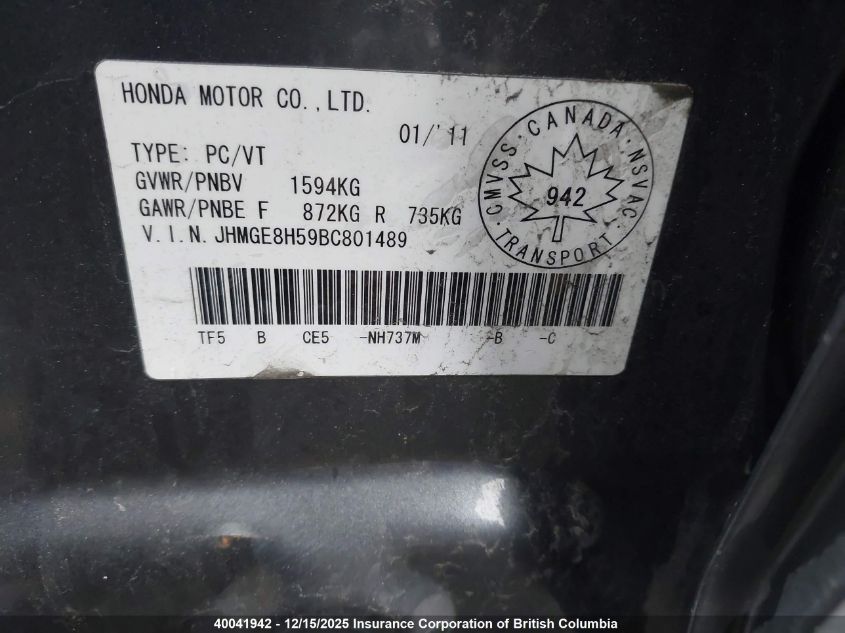 HONDA MOTOR CO.,LTD.
01/'11
TYPE: PC/VT
GVWR/PNBV 1594KG
GAWR/PNBE F 872KG R 735KG
V.I.N. JHMGE8H59BC801489
TF5 B CE5 -NH737M -B -C
CMVSS · CANADA · NSVAC · TRANSPORT ·
942
40041942 - 12/15/2025 Insurance Corporation of British Columbia